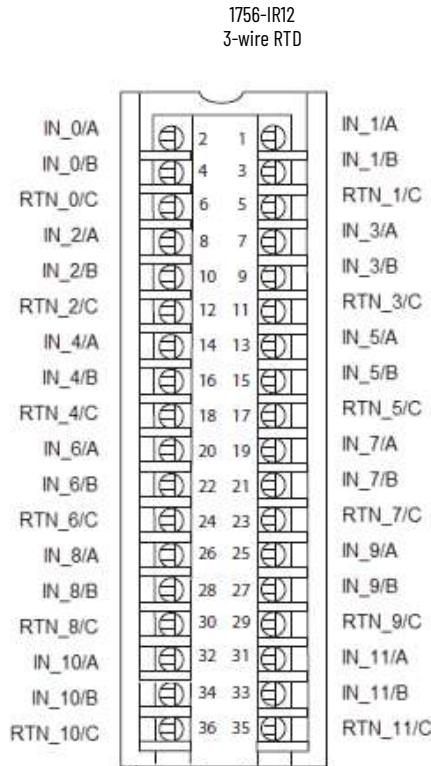 1756-IR12
3-wire RTD
IN_0/A 2 1 IN_1/A
IN_0/B 4 3 IN_1/B
RTN_0/C 6 5 RTN_1/C
IN_2/A 8 7 IN_3/A
IN_2/B 10 9 IN_3/B
RTN_2/C 12 11 RTN_3/C
IN_4/A 14 13 IN_5/A
IN_4/B 16 15 IN_5/B
RTN_4/C 18 17 RTN_5/C
IN_6/A 20 19 IN_7/A
IN_6/B 22 21 IN_7/B
RTN_6/C 24 23 RTN_7/C
IN_8/A 26 25 IN_9/A
IN_8/B 28 27 IN_9/B
RTN_8/C 30 29 RTN_9/C
IN_10/A 32 31 IN_11/A
IN_10/B 34 33 IN_11/B
RTN_10/C 36 35 RTN_11/C